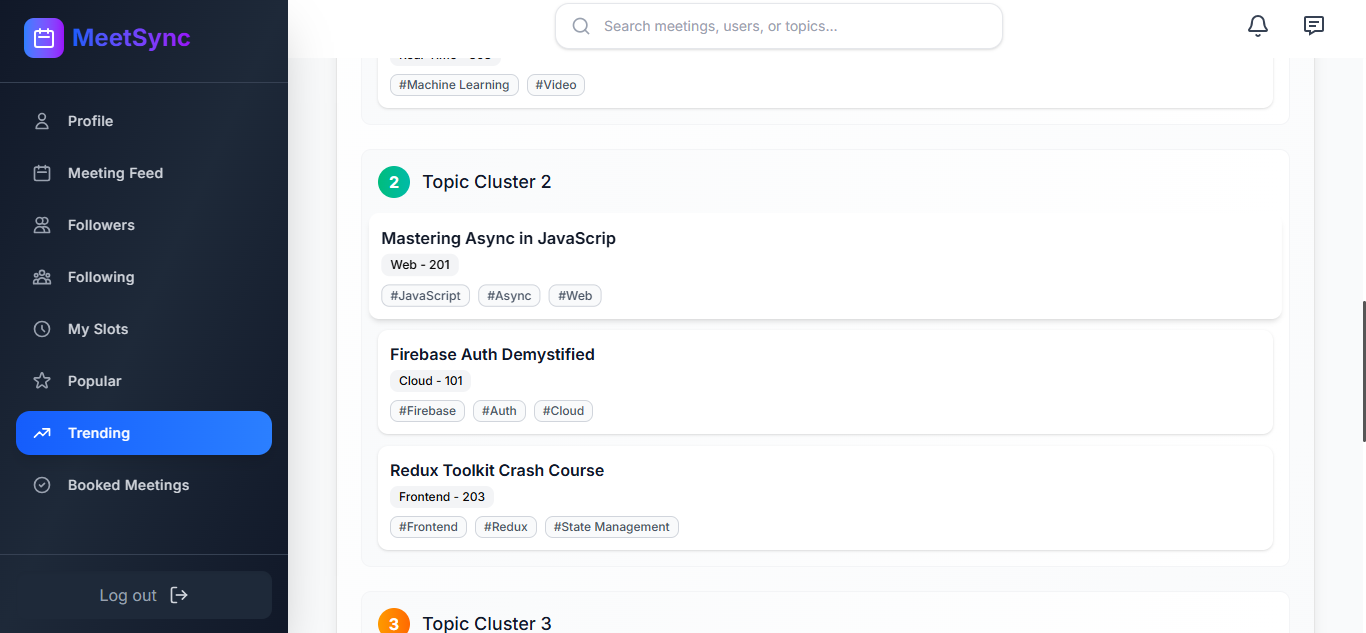 MeetSync
Search meetings, users, or topics...
Profile
Meeting Feed
Followers
Following
My Slots
Popular
Trending
Booked Meetings
Log out
#Machine Learning
#Video
2
Topic Cluster 2
Mastering Async in JavaScrip
Web - 201
#JavaScript
#Async
#Web
Firebase Auth Demystified
Cloud - 101
#Firebase
#Auth
#Cloud
Redux Toolkit Crash Course
Frontend - 203
#Frontend
#Redux
#State Management
3
Topic Cluster 3